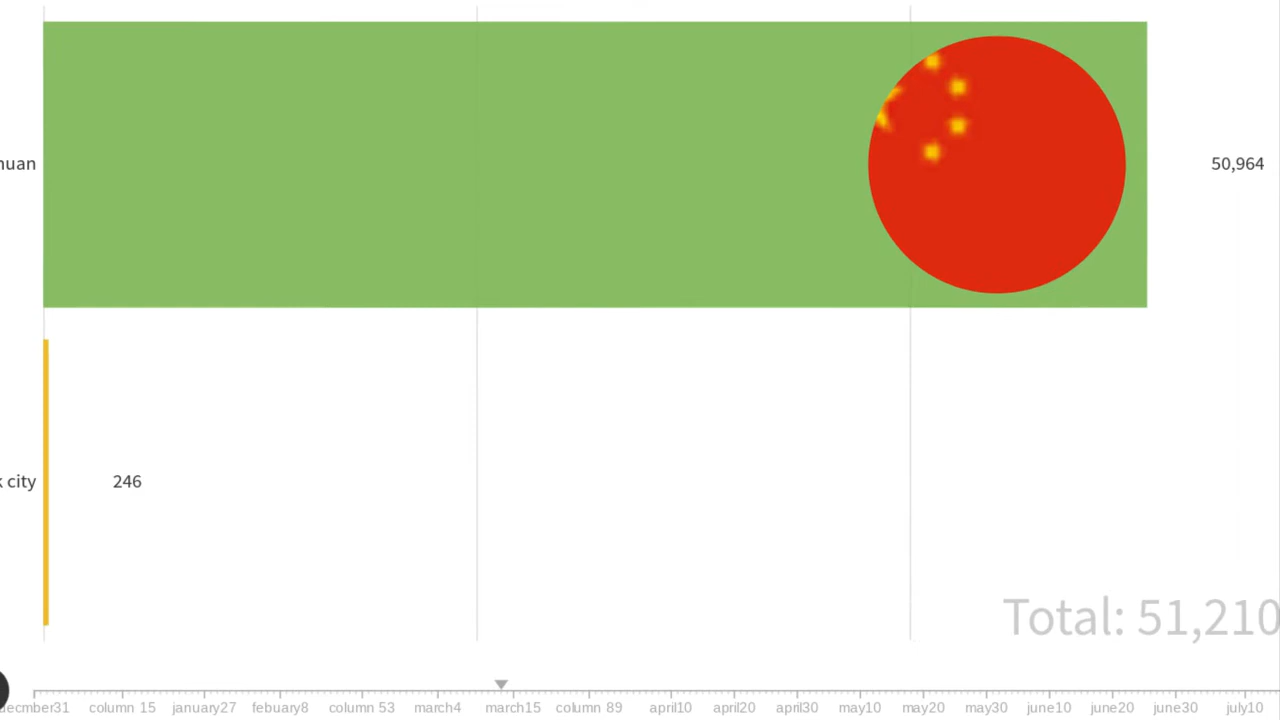 huan 50,964
k city 246
Total: 51,210
ecmber31 column 15 january27 febuary8 column 53 march4 march15 column 89 april10 april20 april30 may10 may20 may30 june10 june20 june30 july10